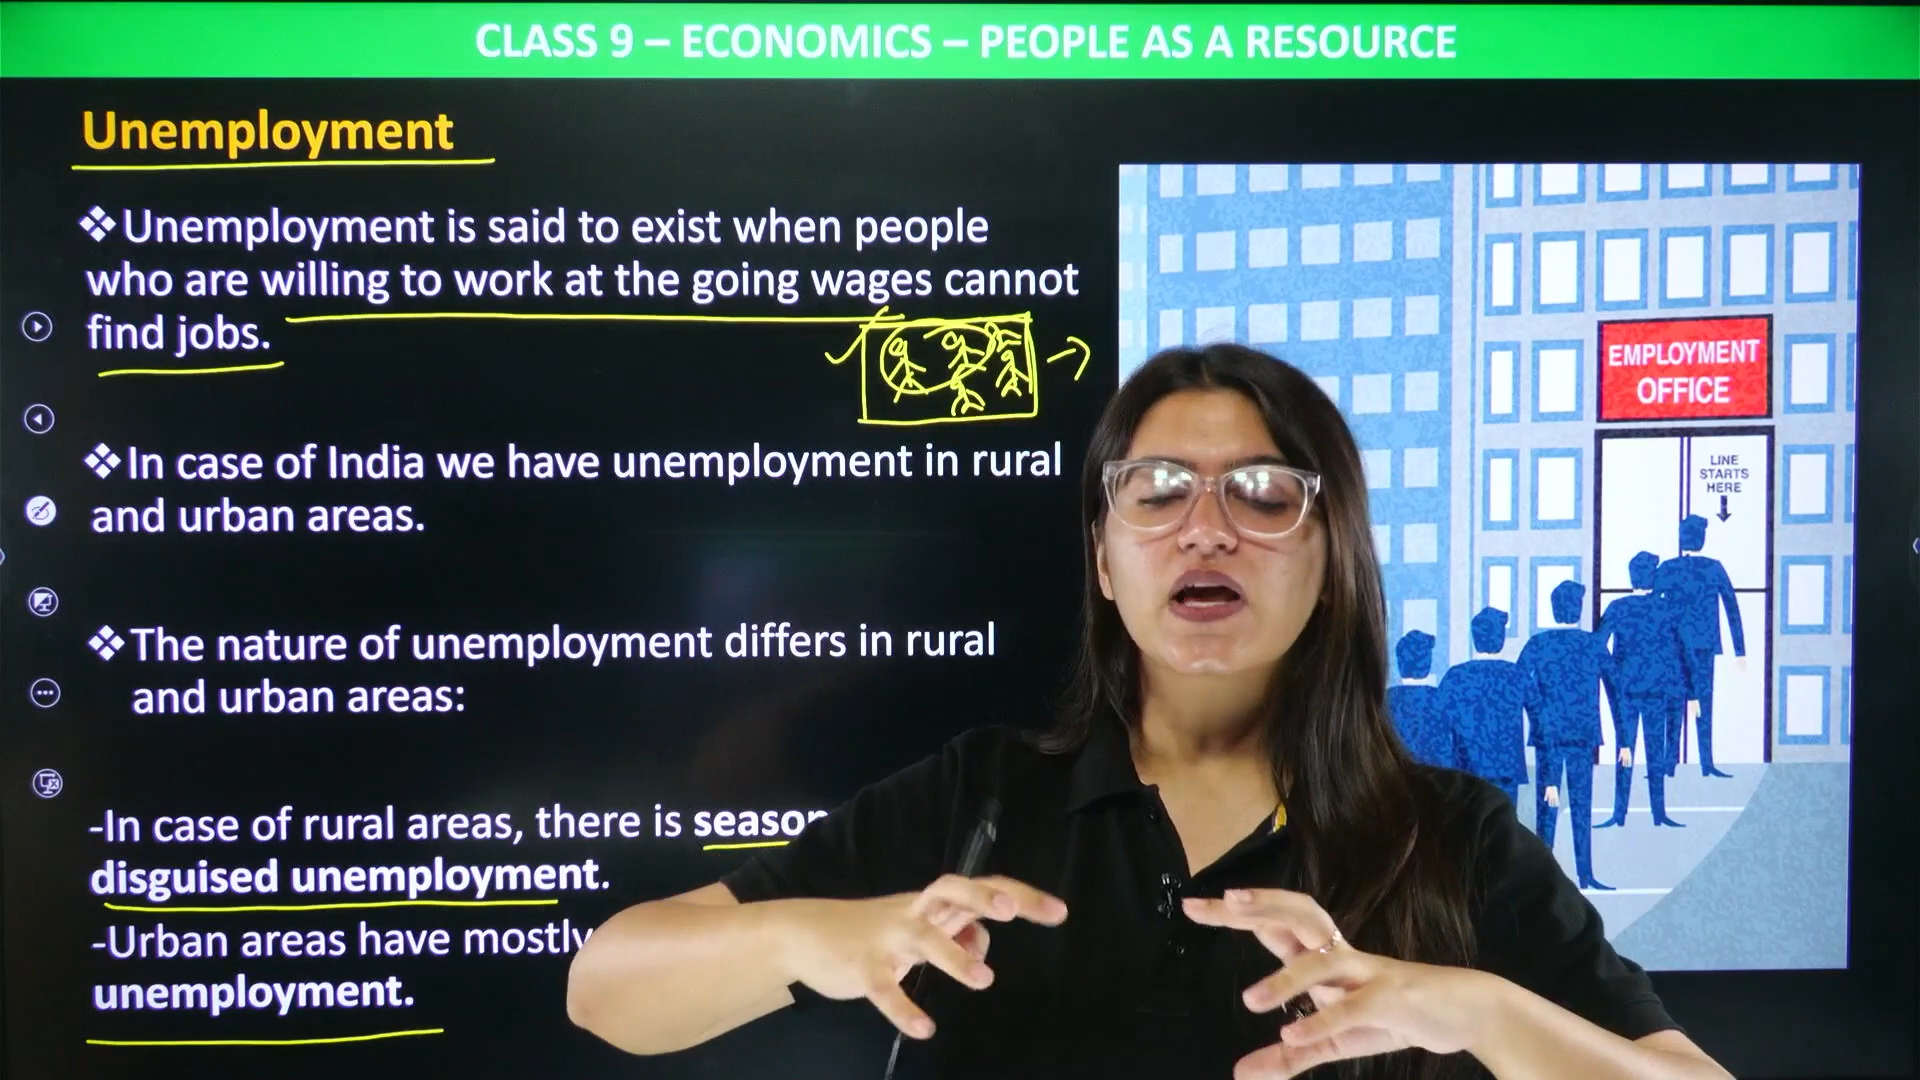 CLASS 9 – ECONOMICS – PEOPLE AS A RESOURCE
Unemployment
❖Unemployment is said to exist when people
who are willing to work at the going wages cannot
find jobs.
❖In case of India we have unemployment in rural
and urban areas.
❖The nature of unemployment differs in rural
and urban areas:
-In case of rural areas, there is
disguised unemployment.
-Urban areas have mostly
unemployment.
EMPLOYMENT
OFFICE
LINE
STARTS
HERE